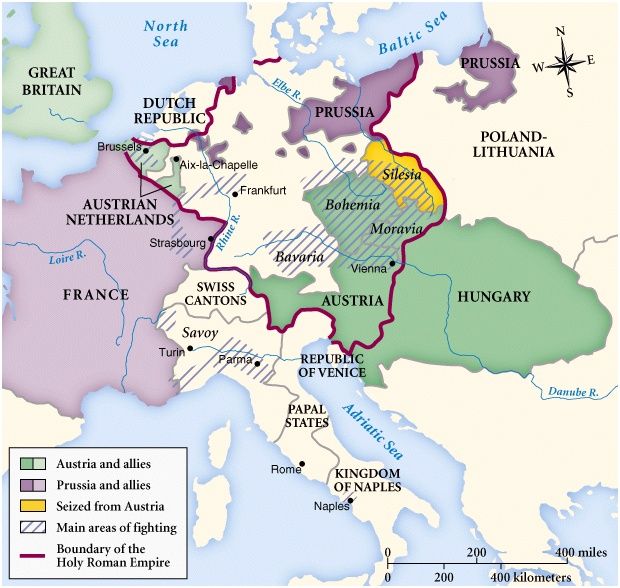 North
Sea
Baltic Sea
N
W
E
S
GREAT
BRITAIN
PRUSSIA
Elbe R.
DUTCH
REPUBLIC
PRUSSIA
POLAND-
LITHUANIA
Brussels
Aix-la-Chapelle
Silesia
Frankfurt
AUSTRIAN
NETHERLANDS
Bohemia
Rhine R.
Moravia
Strasbourg
Loire R.
Bavaria
Vienna
FRANCE
SWISS
CANTONS
AUSTRIA
HUNGARY
Savoy
Turin
Parma
REPUBLIC
OF VENICE
Danube R.
PAPAL
STATES
Adriatic Sea
Rome
KINGDOM
OF NAPLES
Naples
Austria and allies
Prussia and allies
Seized from Austria
Main areas of fighting
Boundary of the
Holy Roman Empire
0 200 400 miles
0 200 400 kilometers